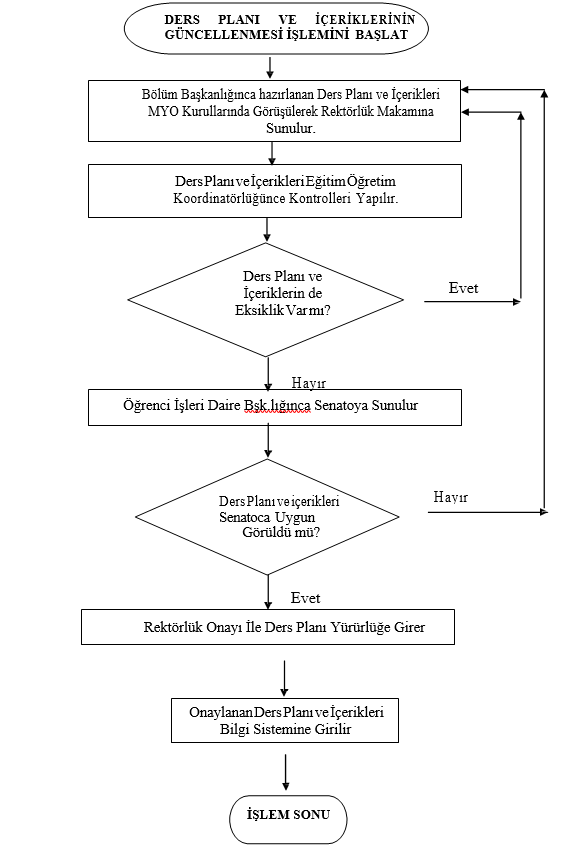 DERS PLANI VE İÇERİKLERİNİN
GÜNCELLENMESİ İŞLEMİNİ BAŞLAT
Bölüm Başkanlığınca hazırlanan Ders Planı ve İçerikleri
MYO Kurullarında Görüşülerek Rektörlük Makamına
Sunulur.
Ders Planı ve İçerikleri Eğitim Öğretim
Koordinatörlüğünce Kontrolleri Yapılır.
Ders Planı ve
İçeriklerin de
Eksiklik Var mı?
Evet
Hayır
Öğrenci İşleri Daire Bşk.lığınca Senatoya Sunulur
Ders Planı ve içerikleri
Senatoca Uygun
Görüldü mü?
Hayır
Evet
Rektörlük Onayı İle Ders Planı Yürürlüğe Girer
Onaylanan Ders Planı ve İçerikleri
Bilgi Sistemine Girilir
İŞLEM SONU